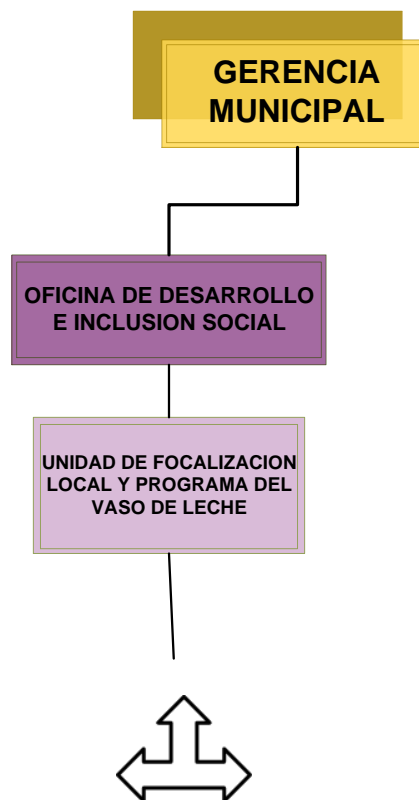 GERENCIA
MUNICIPAL
OFICINA DE DESARROLLO
E INCLUSION SOCIAL
UNIDAD DE FOCALIZACION
LOCAL Y PROGRAMA DEL
VASO DE LECHE